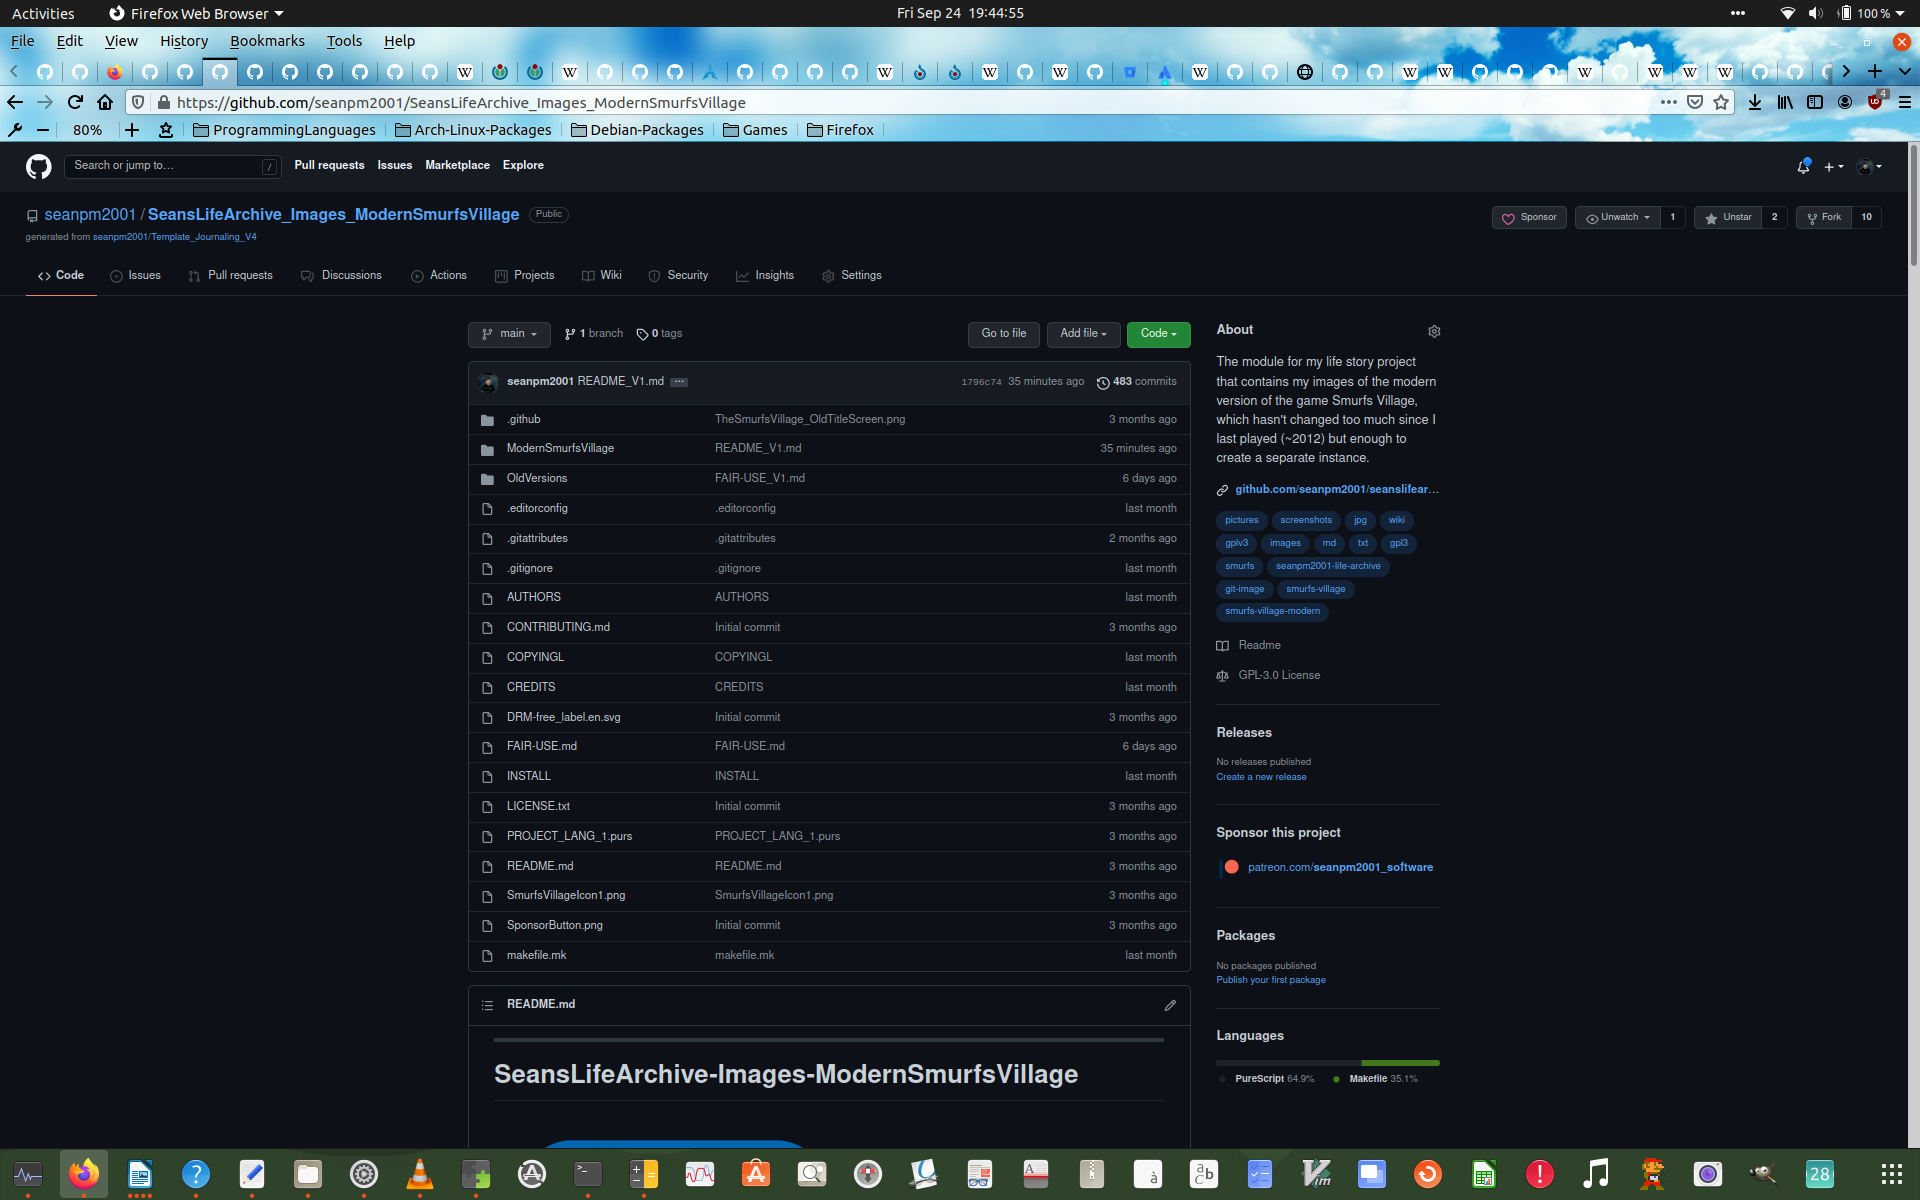 Activities
Firefox Web Browser
Fri Sep 24 19:44:55
100 %
File Edit View History Bookmarks Tools Help
https://github.com/seanpm2001/SeansLifeArchive_Images_ModernSmurfsVillage
4
80%
ProgrammingLanguages
Arch-Linux-Packages
Debian-Packages
Games
Firefox
Search or jump to…
/
Pull requests Issues Marketplace Explore
seanpm2001 / SeansLifeArchive_Images_ModernSmurfsVillage Public
generated from seanpm2001/Template_Journaling_V4
Sponsor
Unwatch 1
Unstar 2
Fork 10
Code Issues Pull requests Discussions Actions Projects Wiki Security Insights Settings
main 1 branch 0 tags
Go to file Add file Code
seanpm2001 README_V1.md 1796c74 35 minutes ago 483 commits
.github TheSmurfsVillage_OldTitleScreen.png 3 months ago
ModernSmurfsVillage README_V1.md 35 minutes ago
OldVersions FAIR-USE_V1.md 6 days ago
.editorconfig .editorconfig last month
.gitattributes .gitattributes 2 months ago
.gitignore .gitignore last month
AUTHORS AUTHORS last month
CONTRIBUTING.md Initial commit 3 months ago
COPYINGL COPYINGL last month
CREDITS CREDITS last month
DRM-free_label.en.svg Initial commit 3 months ago
FAIR-USE.md FAIR-USE.md 6 days ago
INSTALL INSTALL last month
LICENSE.txt Initial commit 3 months ago
PROJECT_LANG_1.purs PROJECT_LANG_1.purs 3 months ago
README.md README.md 3 months ago
SmurfsVillageIcon1.png SmurfsVillageIcon1.png 3 months ago
SponsorButton.png Initial commit 3 months ago
makefile.mk makefile.mk last month
README.md
SeansLifeArchive-Images-ModernSmurfsVillage
About
The module for my life story project
that contains my images of the modern
version of the game Smurfs Village,
which hasn't changed too much since I
last played (~2012) but enough to
create a separate instance.
github.com/seanpm2001/seanslifear…
pictures screenshots jpg wiki
gplv3 images md txt gpl3
smurfs seanpm2001-life-archive
git-image smurfs-village
smurfs-village-modern
Readme
GPL-3.0 License
Releases
No releases published
Create a new release
Sponsor this project
patreon.com/seanpm2001_software
Packages
No packages published
Publish your first package
Languages
PureScript 64.9% Makefile 35.1%
28